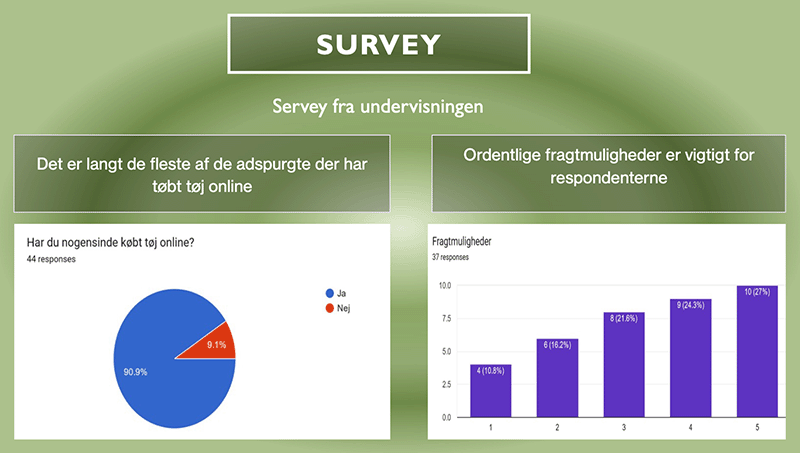 SURVEY
Servey fra undervisningen
Det er langt de fleste af de adspurgte der har
tøbt tøj online
Ordentlige fragtmuligheder er vigtigt for
respondenterne
Har du nogensinde købt tøj online?
44 responses
Ja
Nej
9.1%
90.9%
Fragtmuligheder
37 responses
10.0
7.5
5.0
2.5
0.0
4 (10.8%)
6 (16.2%)
8 (21.6%)
9 (24.3%)
10 (27%)
1
2
3
4
5